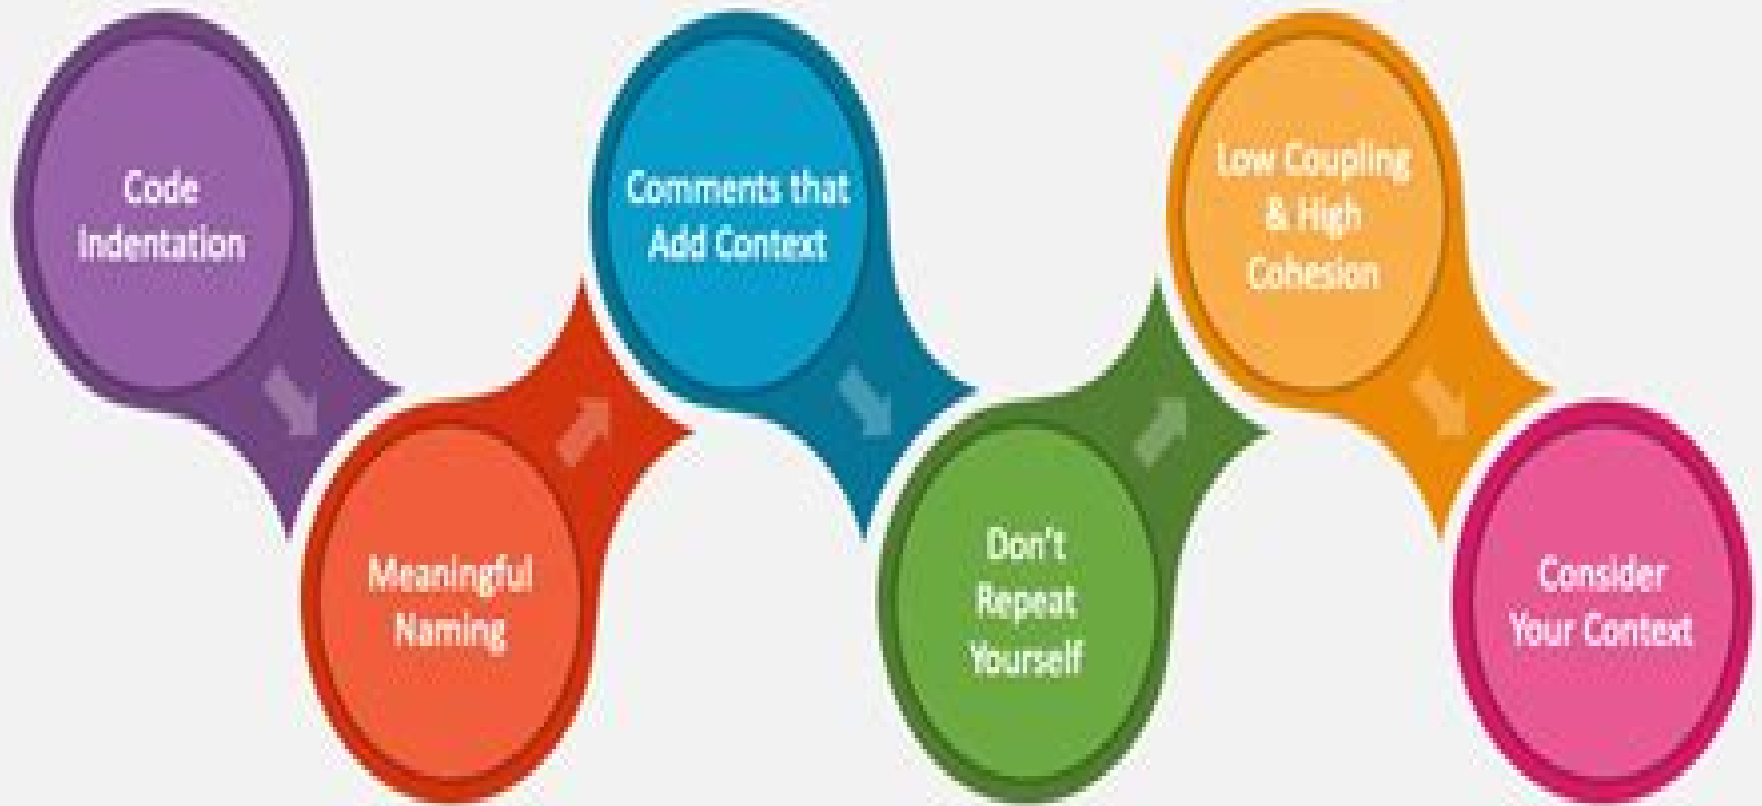 Code
Indentation
Meaningful
Naming
Comments that
Add Context
Don't
Repeat
Yourself
Low Coupling
& High
Cohesion
Consider
Your Context